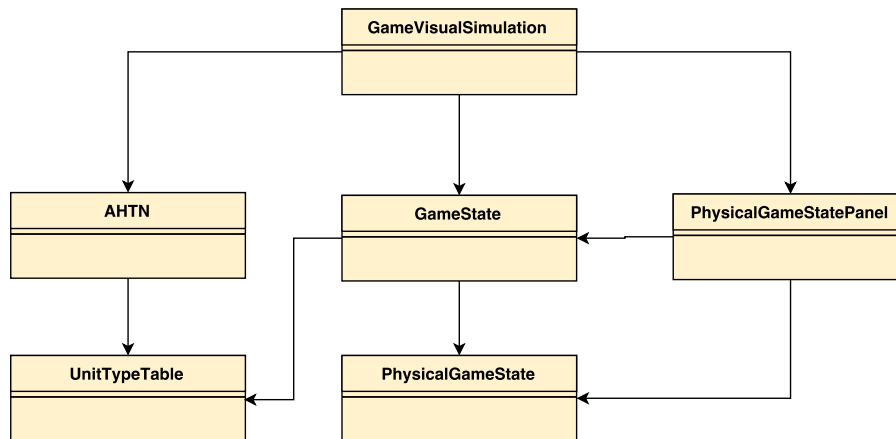 GameVisualSimulation
AHTN
GameState
PhysicalGameStatePanel
UnitTypeTable
PhysicalGameState